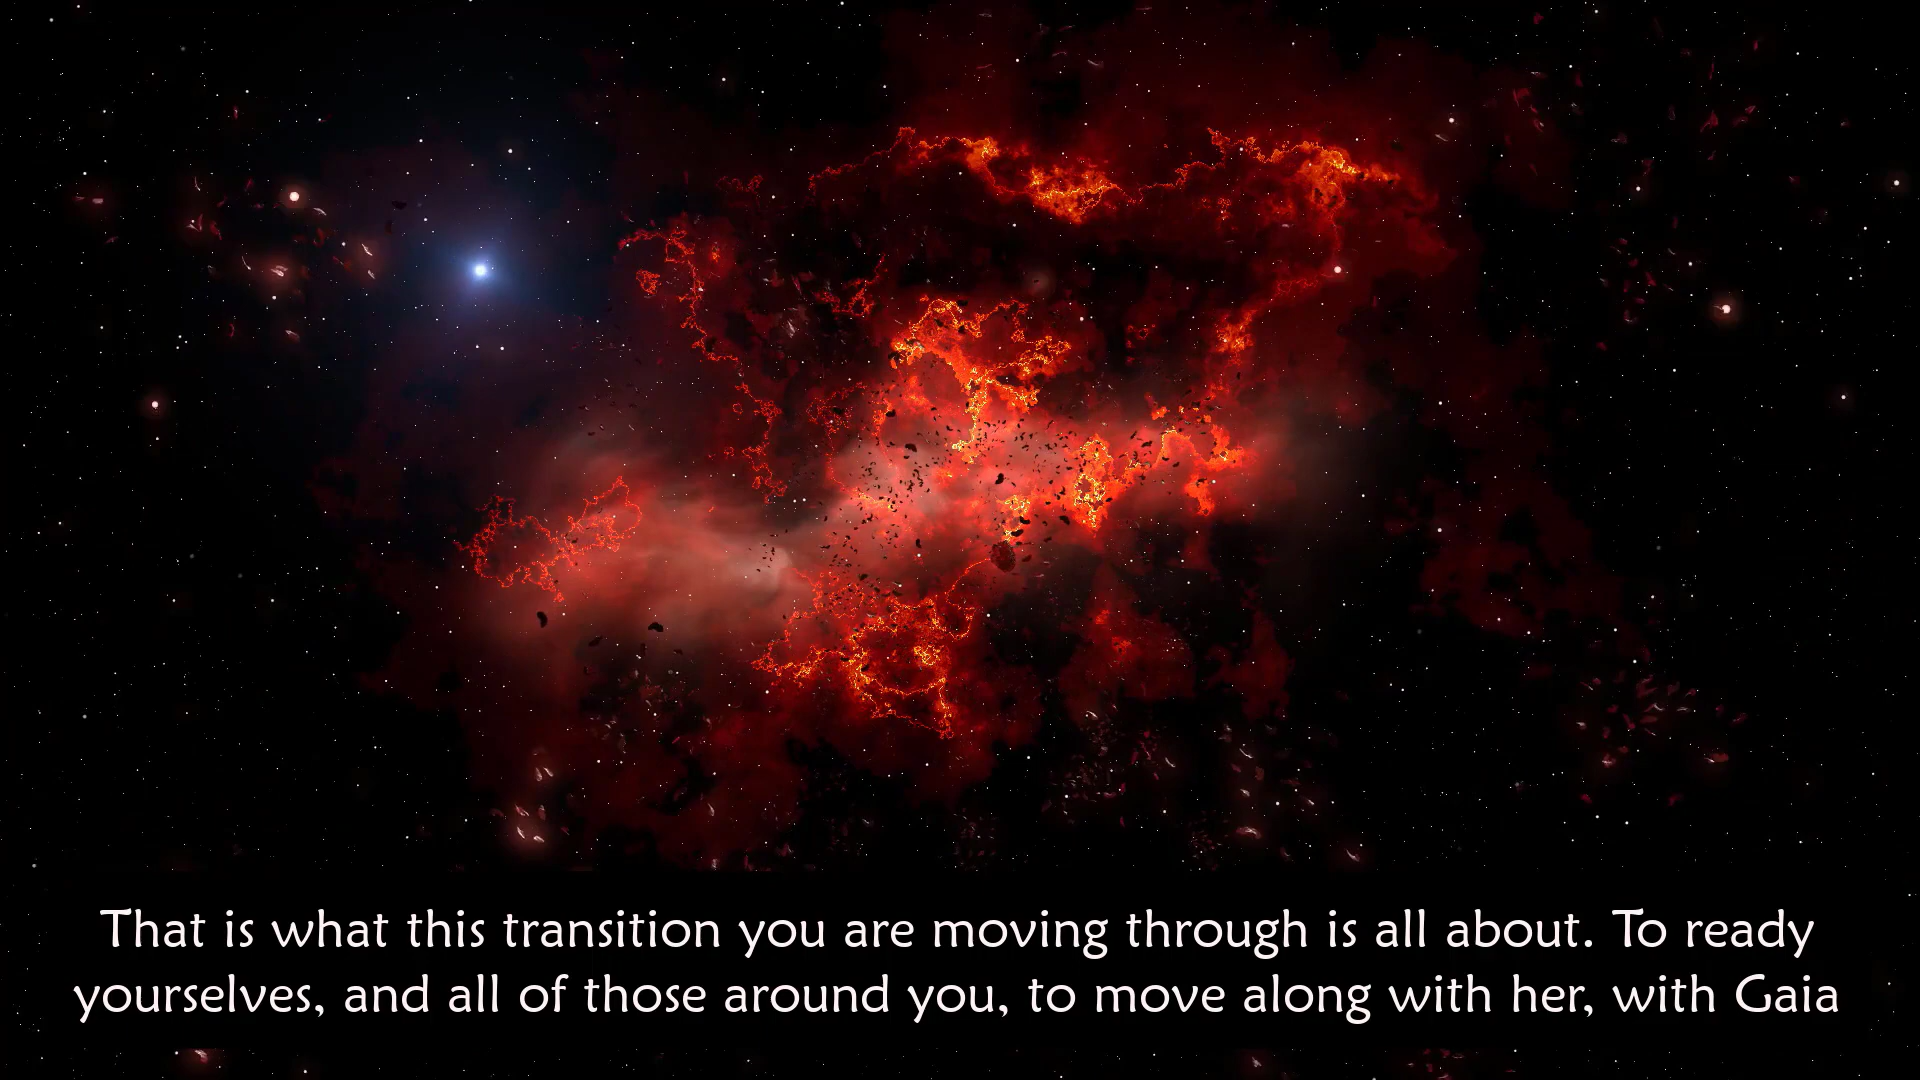 That is what this transition you are moving through is all about. To ready
yourselves, and all of those around you, to move along with her, with Gaia